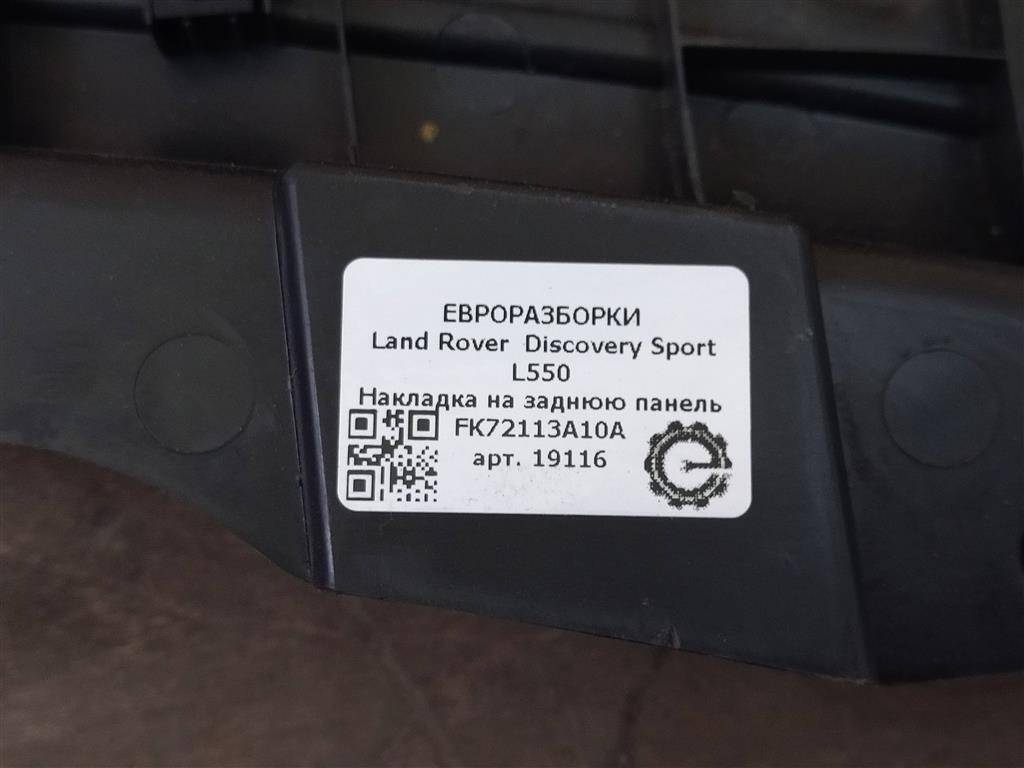 ЕВРОРАЗБОРКИ
Land Rover Discovery Sport
L550
Накладка на заднюю панель
FK72113A10A
арт. 19116